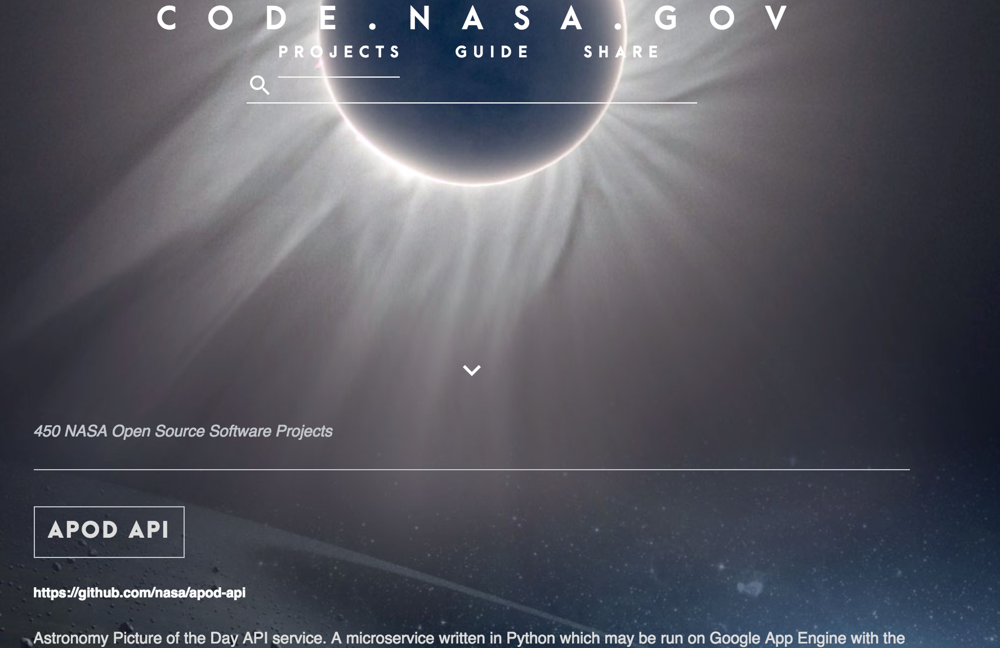 CODE.NASA.GOV
PROJECTS GUIDE SHARE
450 NASA Open Source Software Projects
APOD API
https://github.com/nasa/apod-api
Astronomy Picture of the Day API service. A microservice written in Python which may be run on Google App Engine with the